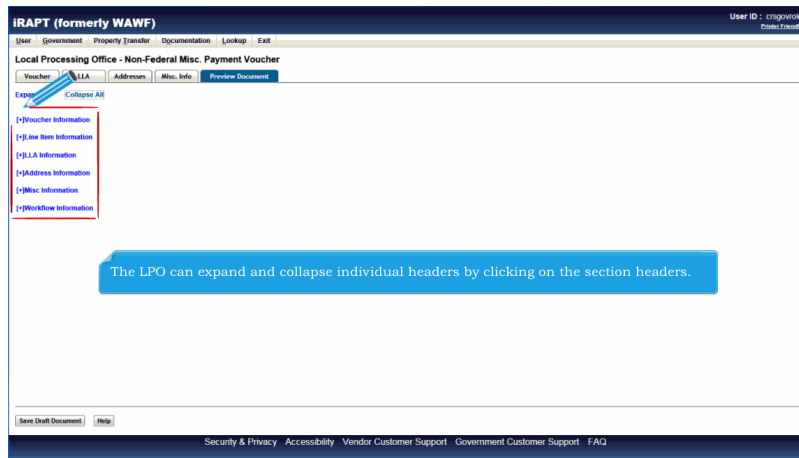 iRAPT (formerly WAWF)
User ID : crsgovrol
Printer Friendl
User Government Property Transfer Documentation Lookup Exit
Local Processing Office - Non-Federal Misc. Payment Voucher
Voucher LLA Addresses Misc. Info Preview Document
Expan Collapse All
[+]Voucher Information
[+]Line Item Information
[+]LLA Information
[+]Address Information
[+]Misc Information
[+]Workflow Information
The LPO can expand and collapse individual headers by clicking on the section headers.
Save Draft Document Help
Security & Privacy Accessibility Vendor Customer Support Government Customer Support FAQ